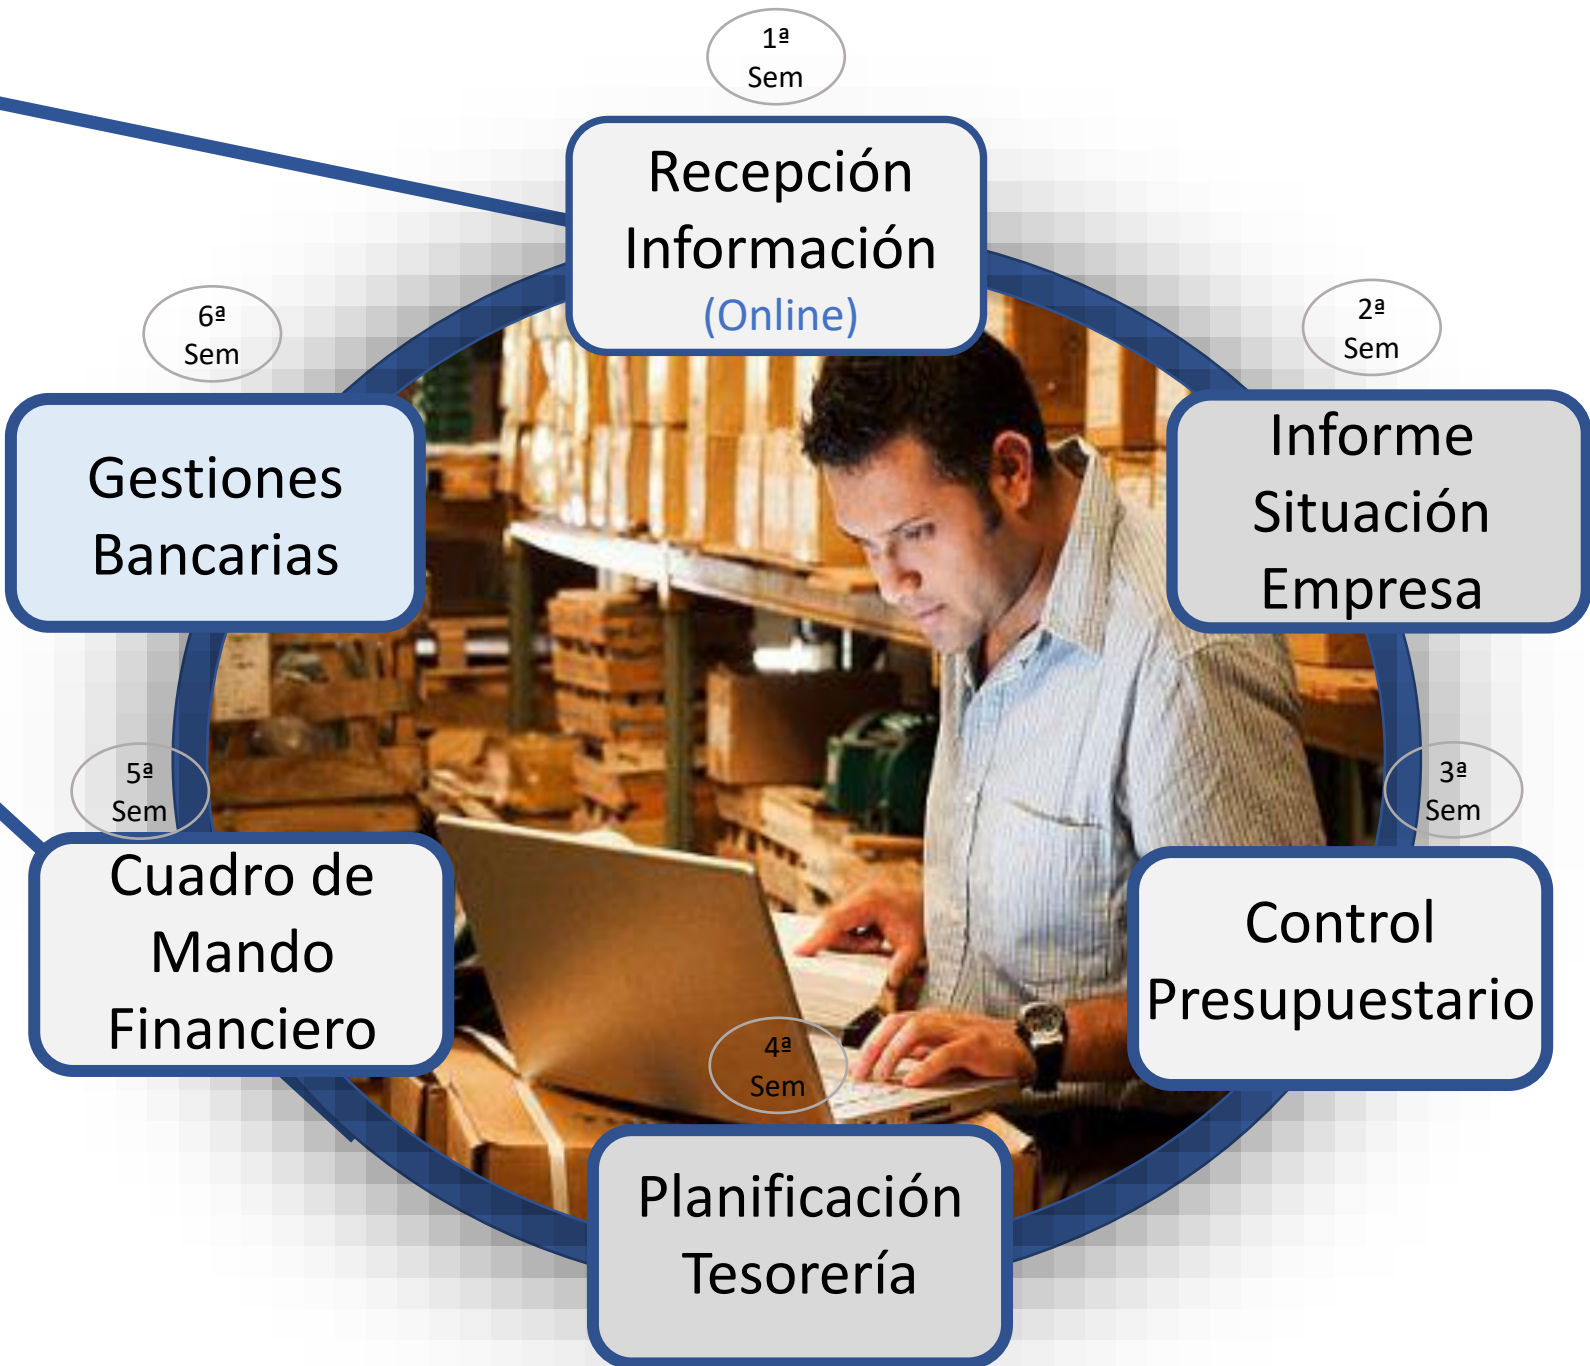 1ª
Sem
Recepción
Información
(Online)
2ª
Sem
Informe
Situación
Empresa
3ª
Sem
Control
Presupuestario
4ª
Sem
Planificación
Tesorería
5ª
Sem
Cuadro de
Mando
Financiero
6ª
Sem
Gestiones
Bancarias